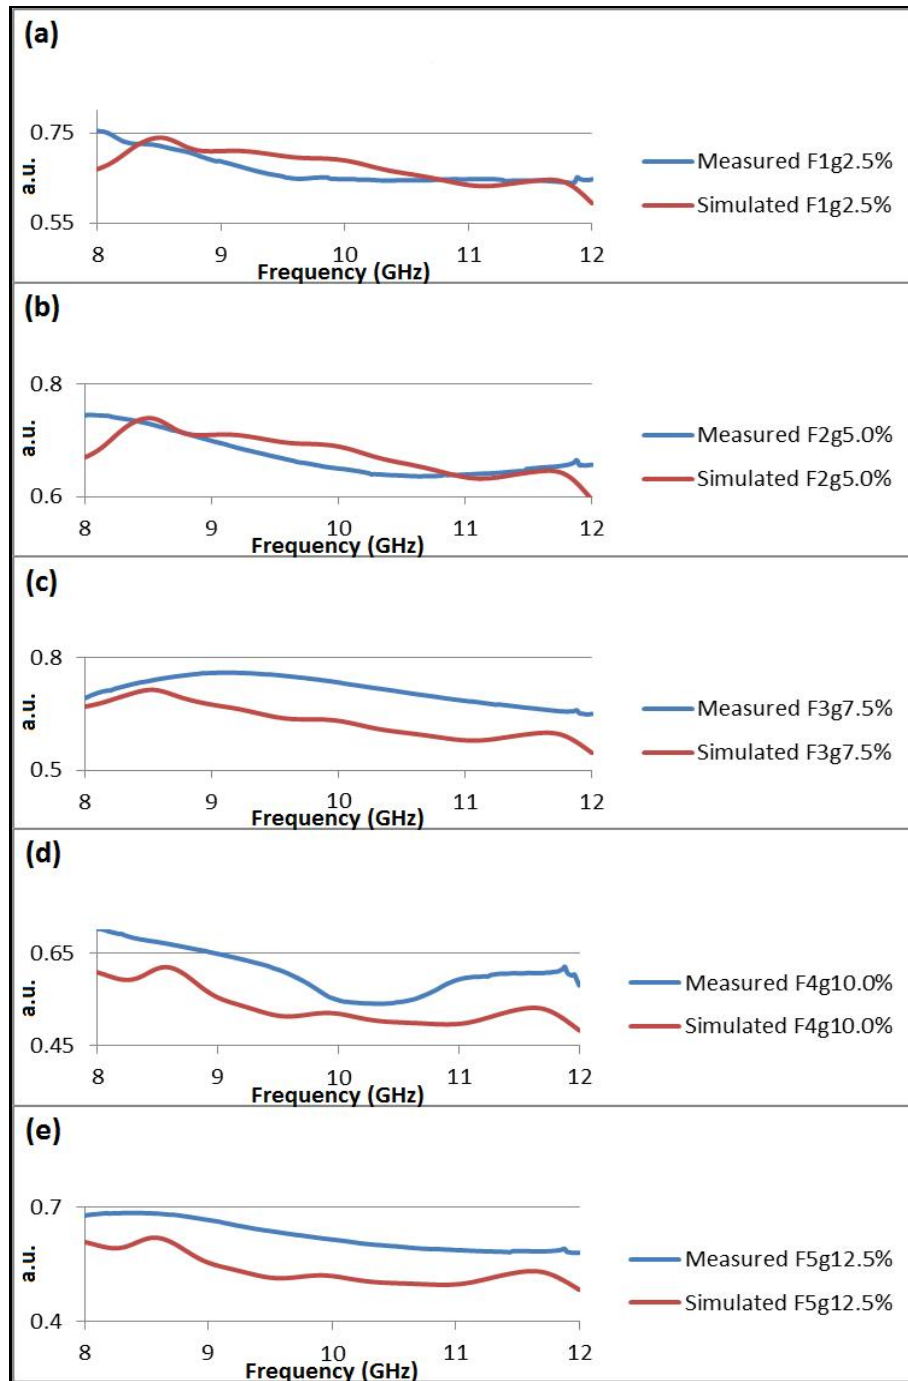 (a)
0.75
a.u.
0.55
8 9 10 11 12
Frequency (GHz)
Measured F1g2.5%
Simulated F1g2.5%
(b)
0.8
a.u.
0.6
8 9 10 11 12
Frequency (GHz)
Measured F2g5.0%
Simulated F2g5.0%
(c)
0.8
a.u.
0.5
8 9 10 11 12
Frequency (GHz)
Measured F3g7.5%
Simulated F3g7.5%
(d)
0.65
a.u.
0.45
8 9 10 11 12
Frequency (GHz)
Measured F4g10.0%
Simulated F4g10.0%
(e)
0.7
a.u.
0.4
8 9 10 11 12
Frequency (GHz)
Measured F5g12.5%
Simulated F5g12.5%